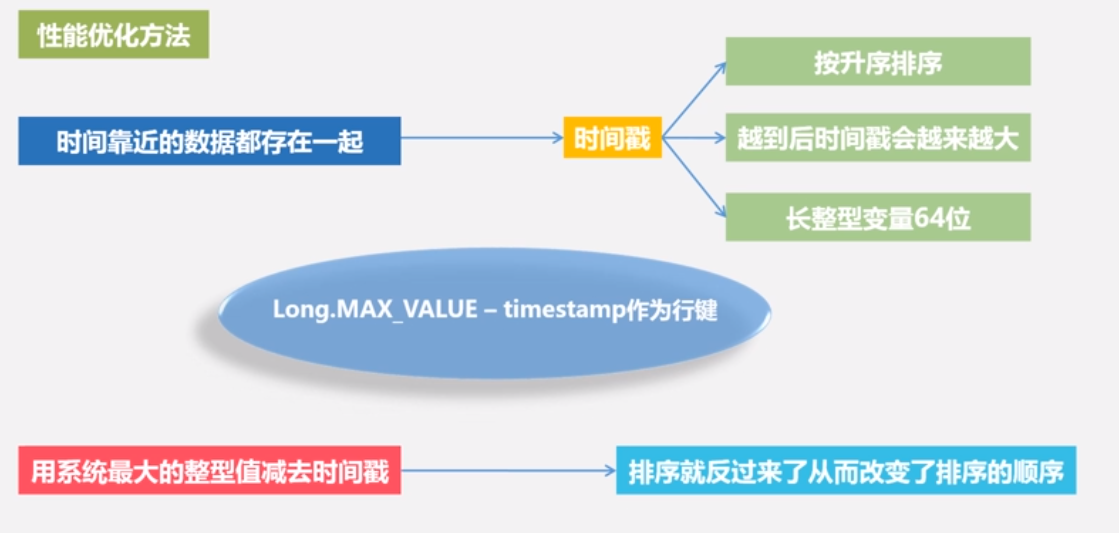 性能优化方法
按升序排序
时间靠近的数据都存在一起
时间戳
越到后时间戳会越来越大
长整型变量64位
Long.MAX_VALUE – timestamp作为行键
用系统最大的整型值减去时间戳
排序就反过来了从而改变了排序的顺序